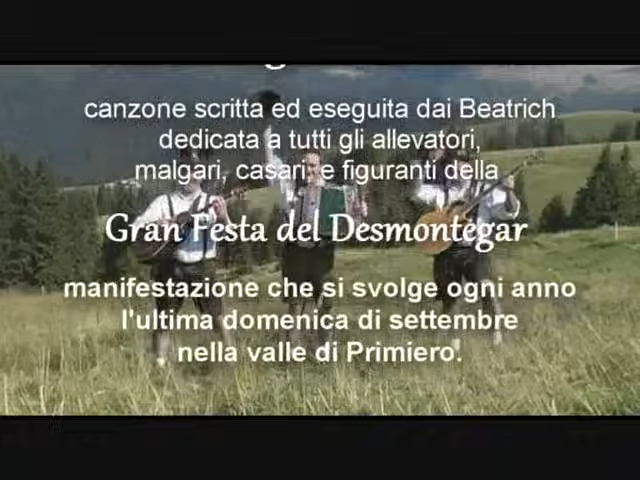 canzone scritta ed eseguita dai Beatrich
dedicata a tutti gli allevatori,
malgari, casari, e figuranti della
Gran Festa del Desmontegar
manifestazione che si svolge ogni anno
l'ultima domenica di settembre
nella valle di Primiero.